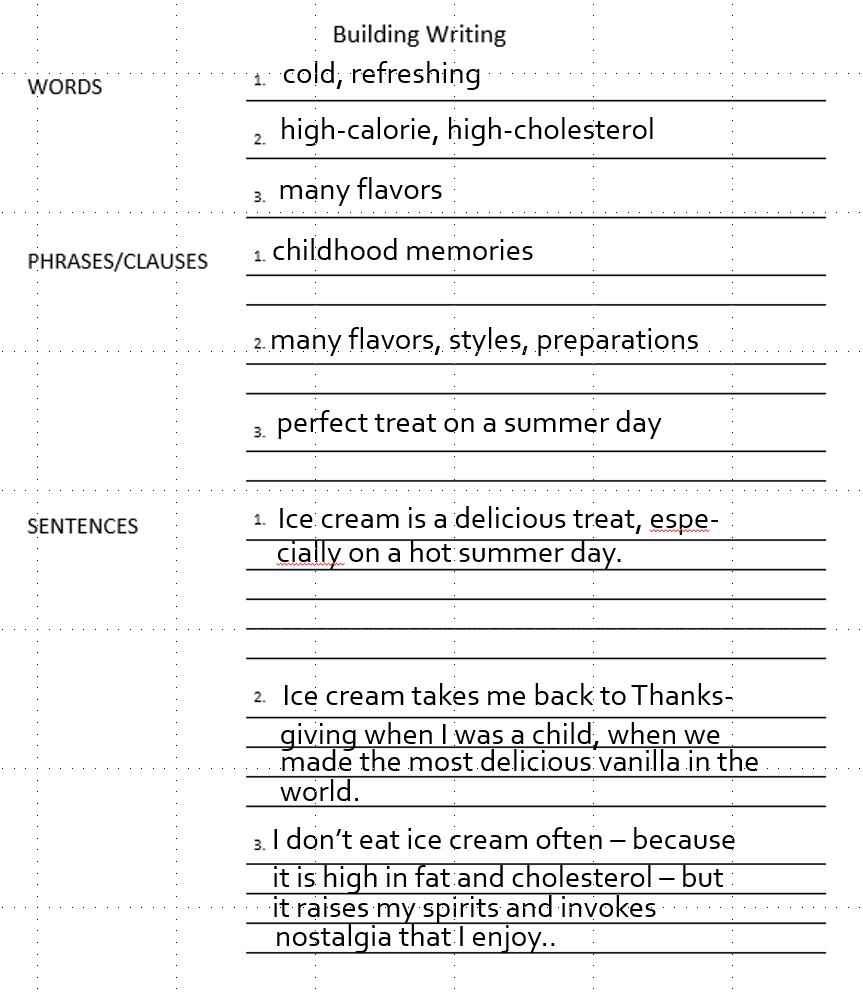 Building Writing
WORDS
1. cold, refreshing
2. high-calorie, high-cholesterol
3. many flavors
PHRASES/CLAUSES
1. childhood memories
2. many flavors, styles, preparations
3. perfect treat on a summer day
SENTENCES
1. Ice cream is a delicious treat, espe-
cially on a hot summer day.
2. Ice cream takes me back to Thanks-
giving when I was a child, when we
made the most delicious vanilla in the
world.
3. I don’t eat ice cream often – because
it is high in fat and cholesterol – but
it raises my spirits and invokes
nostalgia that I enjoy..